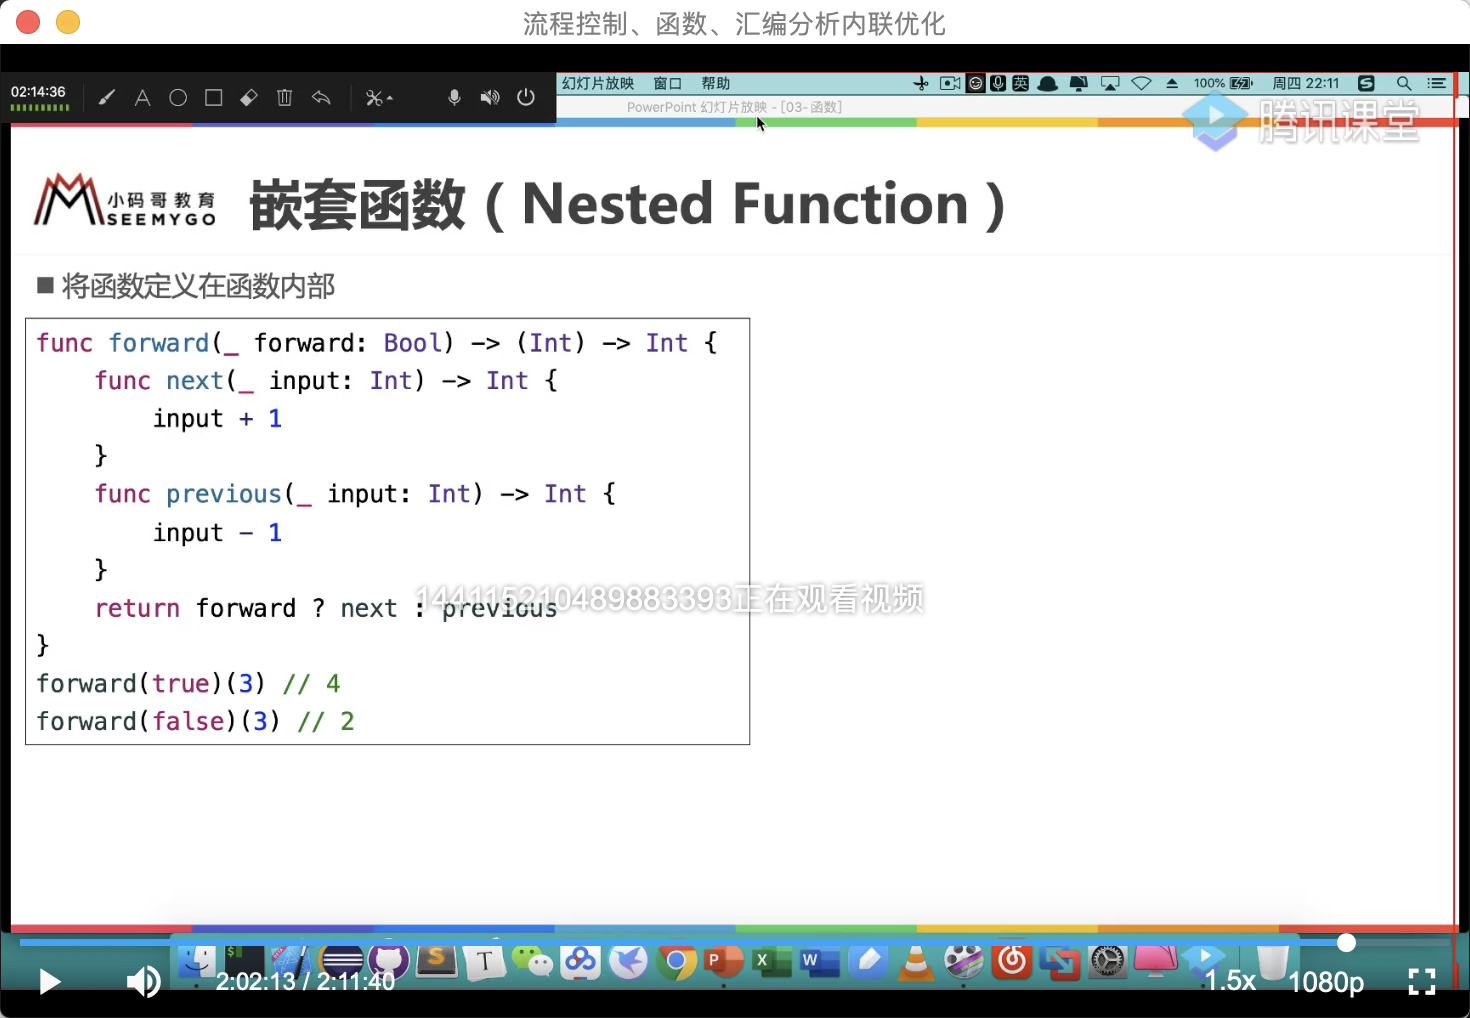 流程控制、函数、汇编分析内联优化
02:14:36
幻灯片放映 窗口 帮助
英
100%
周四 22:11
PowerPoint 幻灯片放映 - [03-函数]
腾讯课堂
小码哥教育
SEEMYGO
嵌套函数（Nested Function）
■ 将函数定义在函数内部
func forward(_ forward: Bool) -> (Int) -> Int {
    func next(_ input: Int) -> Int {
        input + 1
    }
    func previous(_ input: Int) -> Int {
        input - 1
    }
    return forward ? next : previous
}
forward(true)(3) // 4
forward(false)(3) // 2
144115210489883393正在观看视频
2:02:13 / 2:11:40
1.5x
1080p